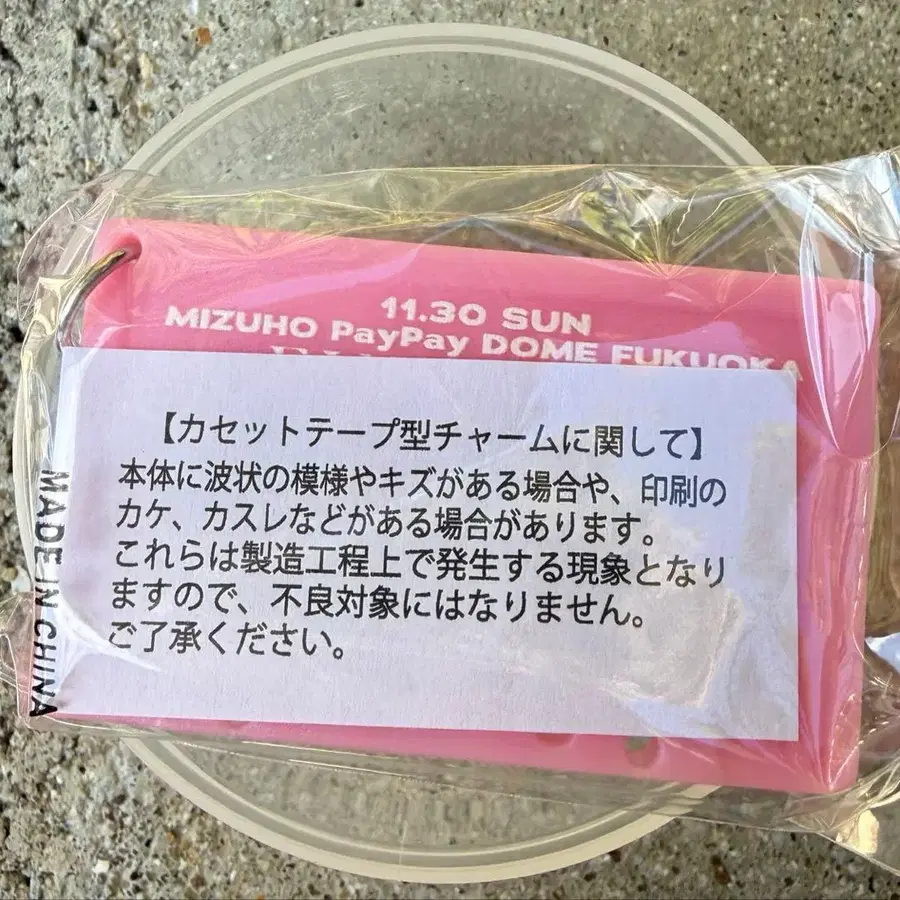 11.30 SUN
MIZUHO PayPay DOME FUKUOKA
【カセットテープ型チャームに関して】
本体に波状の模様やキズがある場合や、印刷の
カケ、カスレなどがある場合があります。
これらは製造工程上で発生する現象となり
ますので、不良対象にはなりません。
ご了承ください。
MADE IN CHINA